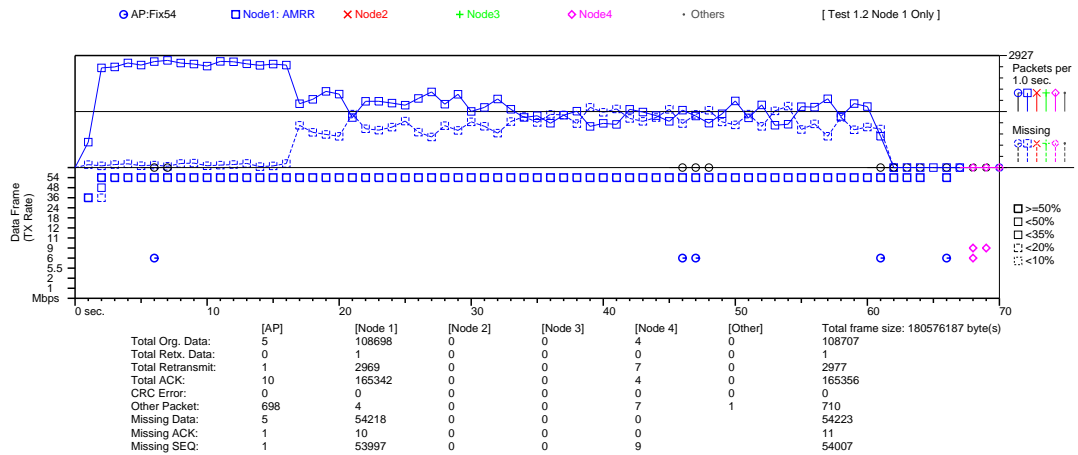 AP:Fix54 Node1: AMRR Node2 Node3 Node4 Others [ Test 1.2 Node 1 Only ]
2927
Packets per
1.0 sec.
Missing
54
48
36
24
18
12
11
9
6
5.5
2
1
Mbps
Data Frame
(TX Rate)
>=50%
<50%
<35%
<20%
<10%
0 sec. 10 20 30 40 50 60 70
[AP] [Node 1] [Node 2] [Node 3] [Node 4] [Other] Total frame size: 180576187 byte(s)
Total Org. Data: 5 108698 0 0 4 0 108707
Total Retx. Data: 0 1 0 0 0 0 1
Total Retransmit: 1 2969 0 0 7 0 2977
Total ACK: 10 165342 0 0 4 0 165356
CRC Error: 0 0 0 0 0 0 0
Other Packet: 698 4 0 0 7 1 710
Missing Data: 5 54218 0 0 0 0 54223
Missing ACK: 1 10 0 0 0 0 11
Missing SEQ: 1 53997 0 0 9 0 54007